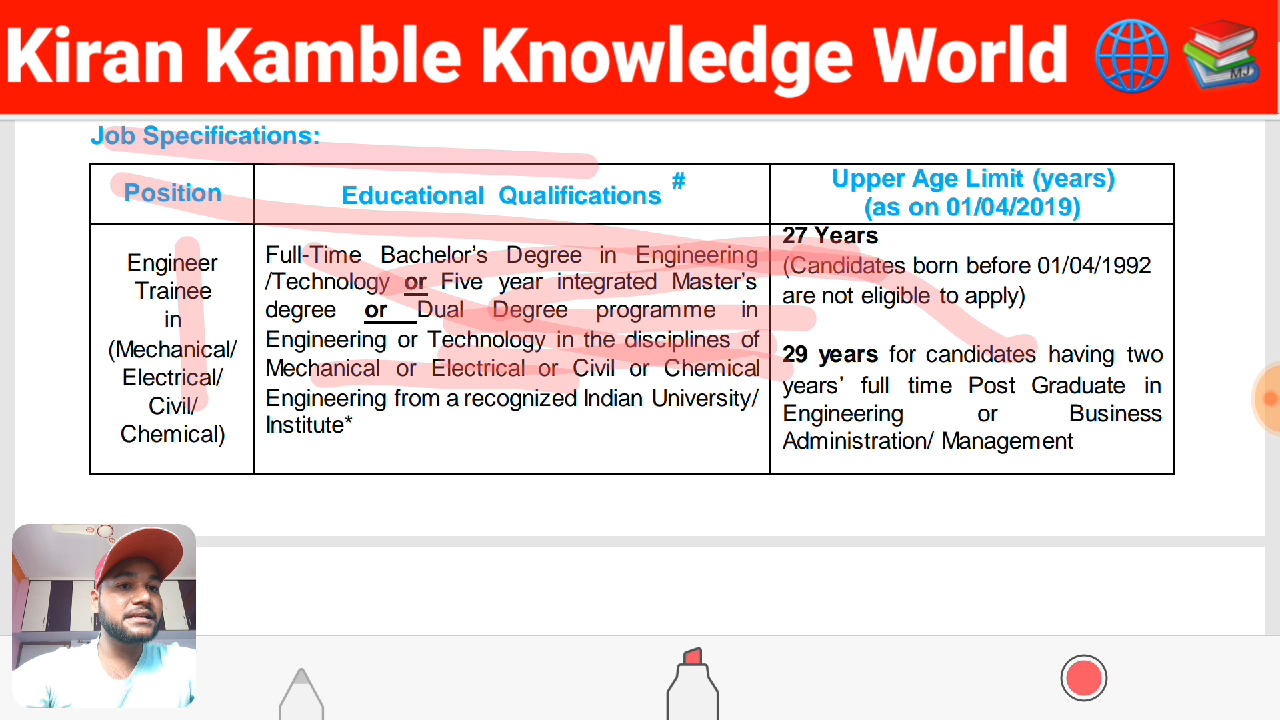 Kiran Kamble Knowledge World
MJ
Job Specifications:
Position
Educational Qualifications #
Upper Age Limit (years)
(as on 01/04/2019)
Engineer
Trainee
in
(Mechanical/
Electrical/
Civil/
Chemical)
Full-Time Bachelor's Degree in Engineering
/Technology or Five year integrated Master's
degree or Dual Degree programme in
Engineering or Technology in the disciplines of
Mechanical or Electrical or Civil or Chemical
Engineering from a recognized Indian University/
Institute*
27 Years
(Candidates born before 01/04/1992
are not eligible to apply)
29 years for candidates having two
years' full time Post Graduate in
Engineering or Business
Administration/ Management